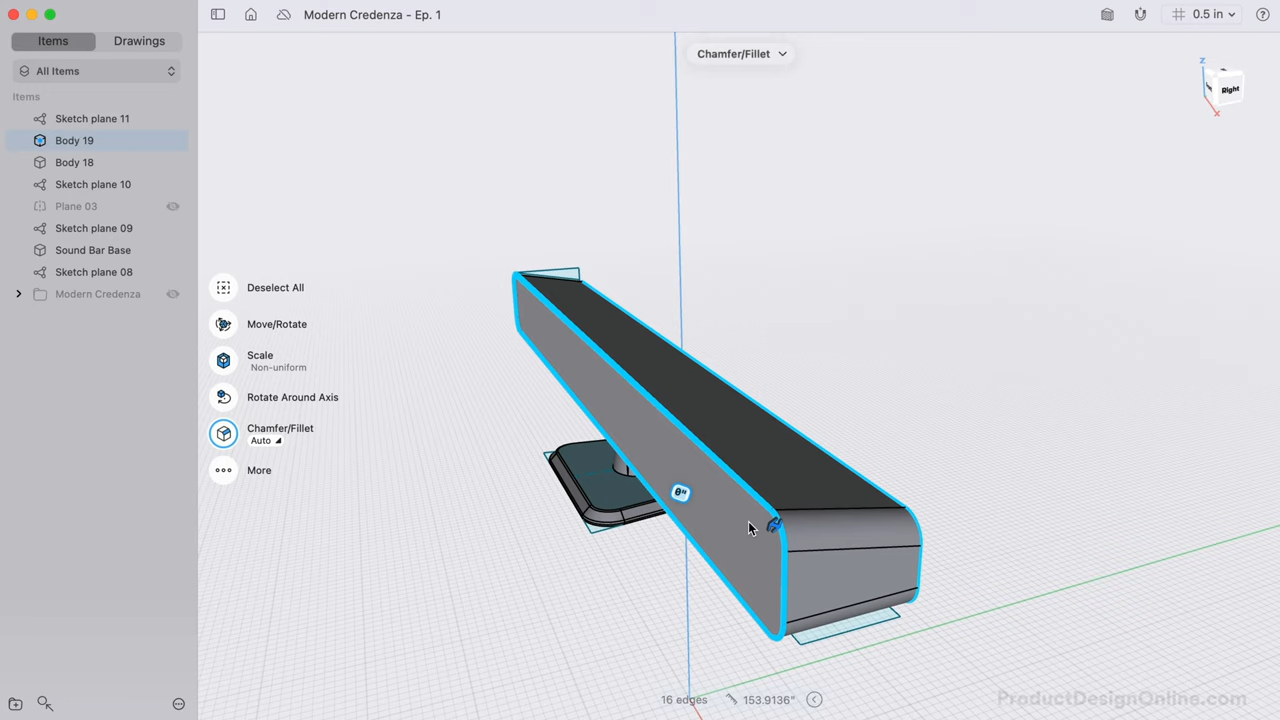 Modern Credenza - Ep. 1
0.5 in
Items
Drawings
All Items
Items
Sketch plane 11
Body 19
Body 18
Sketch plane 10
Plane 03
Sketch plane 09
Sound Bar Base
Sketch plane 08
Modern Credenza
Chamfer/Fillet
Z
Right
X
Deselect All
Move/Rotate
Scale
Non-uniform
Rotate Around Axis
Chamfer/Fillet
Auto
More
0"
16 edges
153.9136"
ProductDesignOnline.com